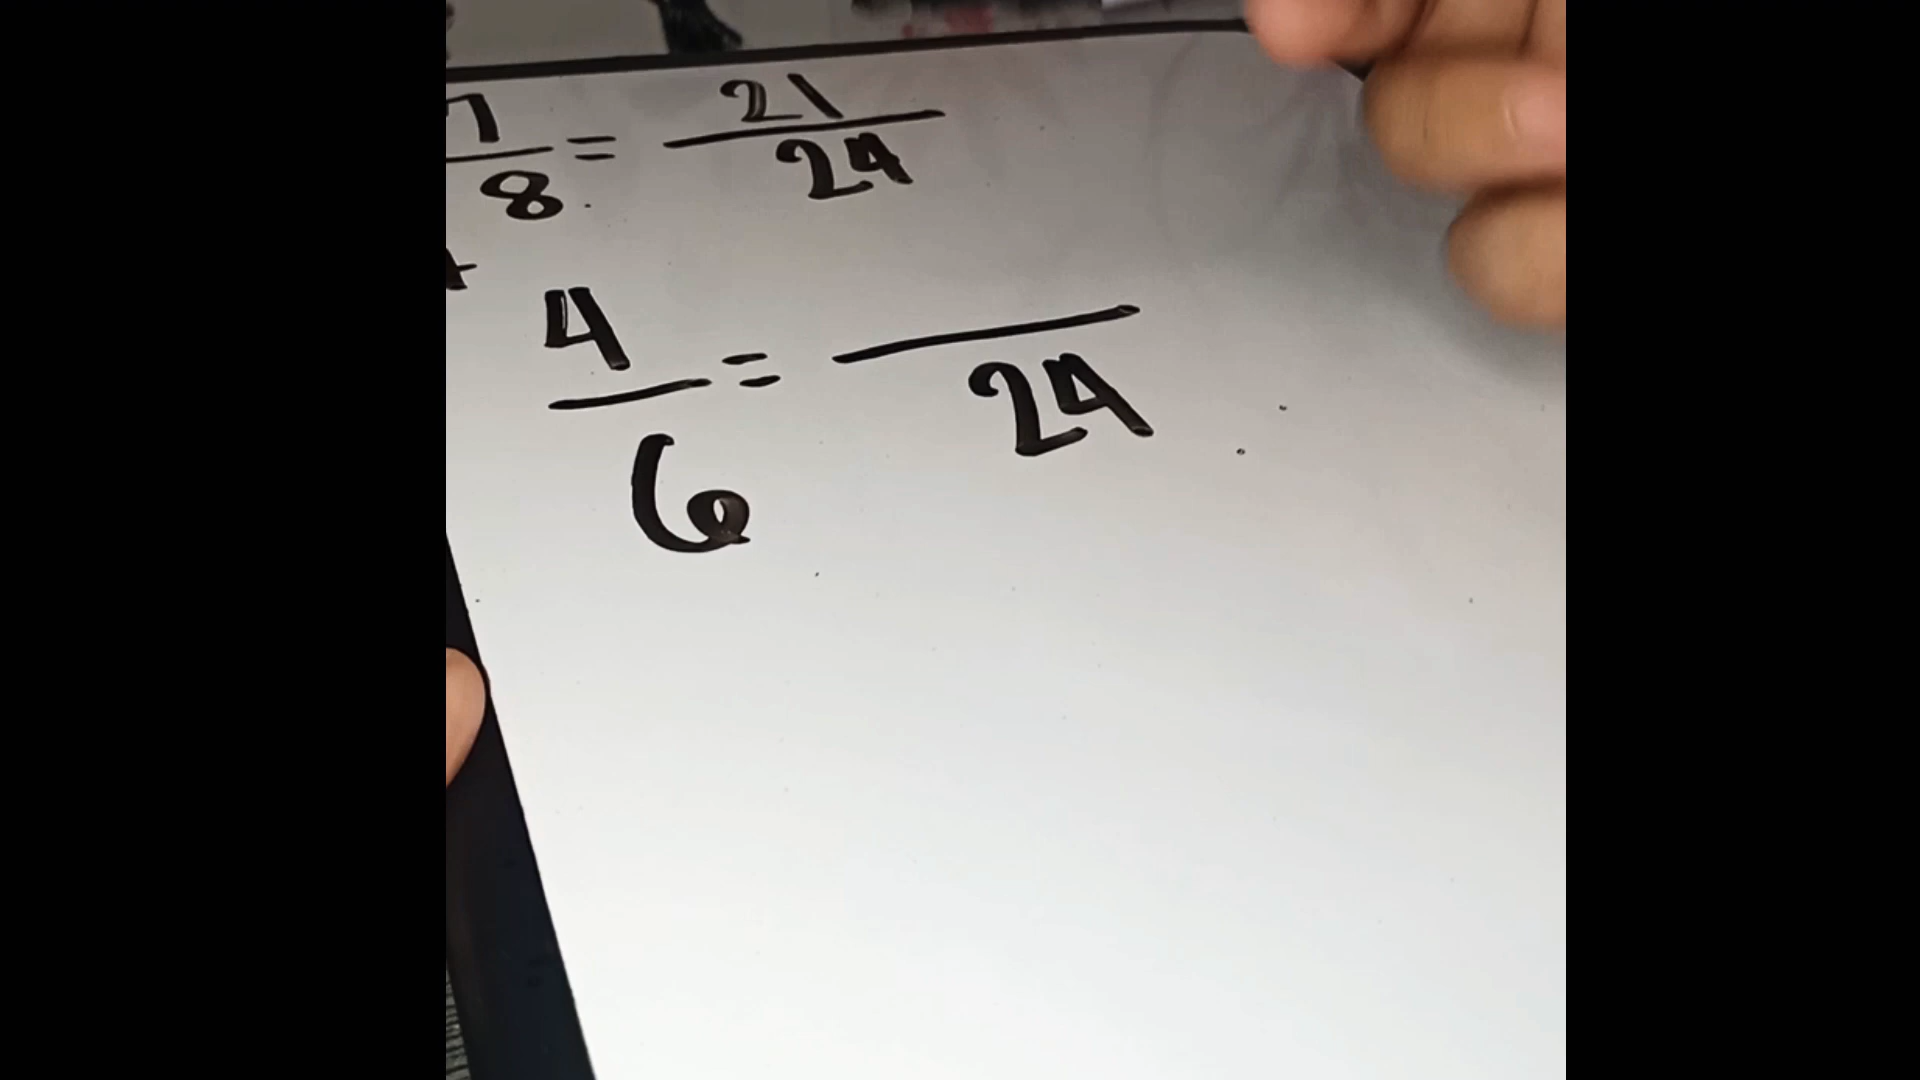 7/8 = 21/24
+
4/6 = /24